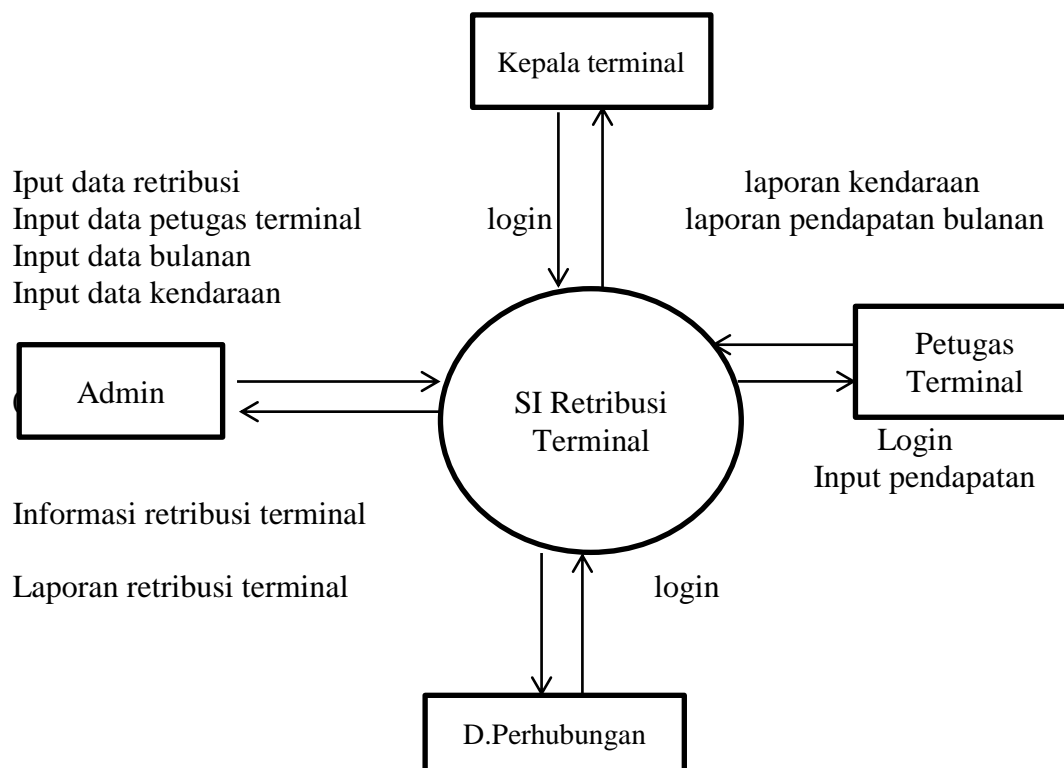 Kepala terminal
Iput data retribusi
Input data petugas terminal
Input data bulanan
Input data kendaraan
login
laporan kendaraan
laporan pendapatan bulanan
Admin
SI Retribusi
Terminal
Petugas
Terminal
Login
Input pendapatan
Informasi retribusi terminal
Laporan retribusi terminal
login
D.Perhubungan